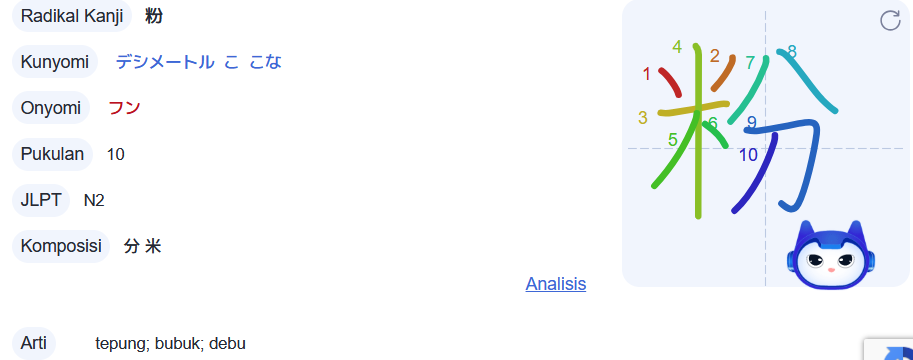 Radikal Kanji 粉
Kunyomi デシメートル こ こな
Onyomi フン
Pukulan 10
JLPT N2
Komposisi 分 米
Analisis
Arti tepung; bubuk; debu
粉
1
2
3
4
5
6
7
8
9
10